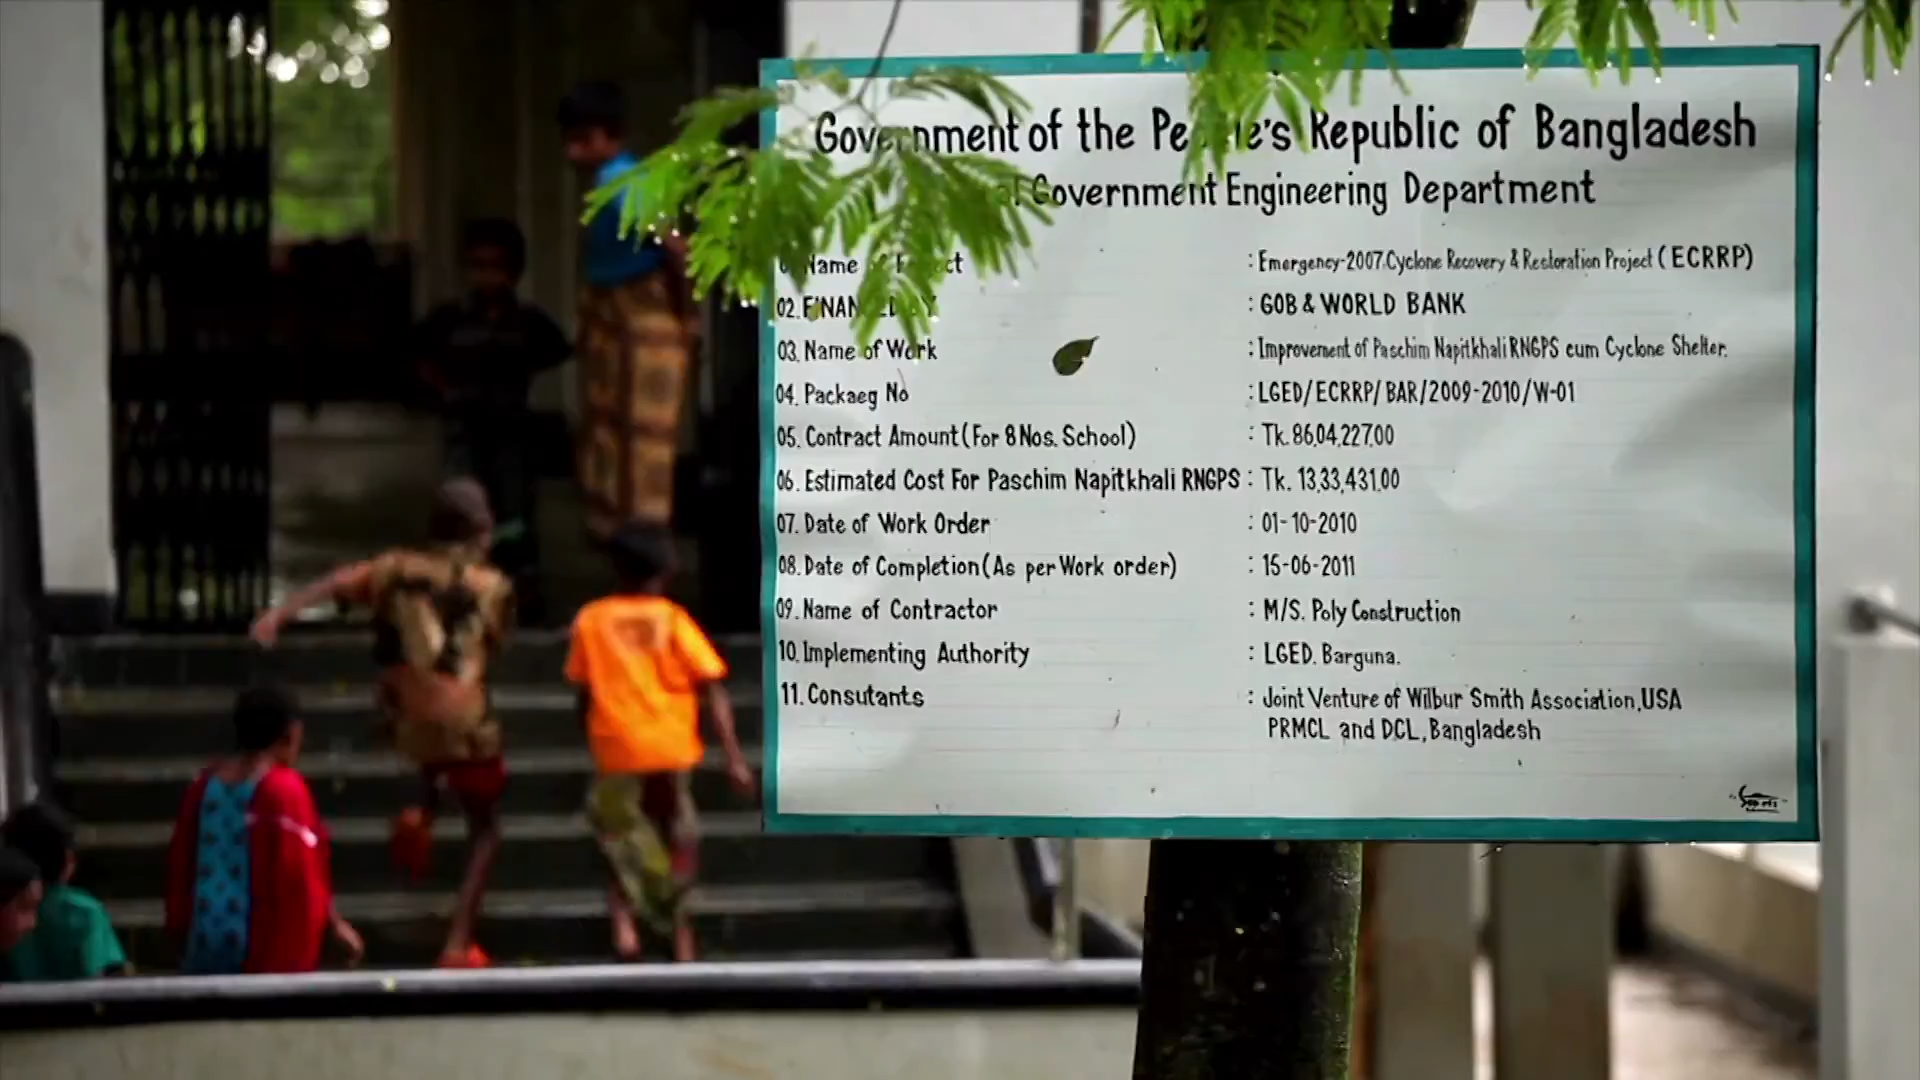 Government of the People's Republic of Bangladesh
Government Engineering Department
Name of Project : Emergency-2007 Cyclone Recovery & Restoration Project (ECRRP)
02. FINANCED BY : GOB & WORLD BANK
03. Name of Work : Improvement of Paschim Napitkhali RNGPS cum Cyclone Shelter.
04. Packaeg No : LGED/ECRRP/BAR/2009-2010/W-01
05. Contract Amount (For 8 Nos. School) : Tk. 86,04,227.00
06. Estimated Cost For Paschim Napitkhali RNGPS : Tk. 13,33,431.00
07. Date of Work Order : 01-10-2010
08. Date of Completion (As per Work order) : 15-06-2011
09. Name of Contractor : M/S. Poly Construction
10. Implementing Authority : LGED. Barguna.
11. Consutants : Joint Venture of Wilbur Smith Association, USA
PRMCL and DCL, Bangladesh